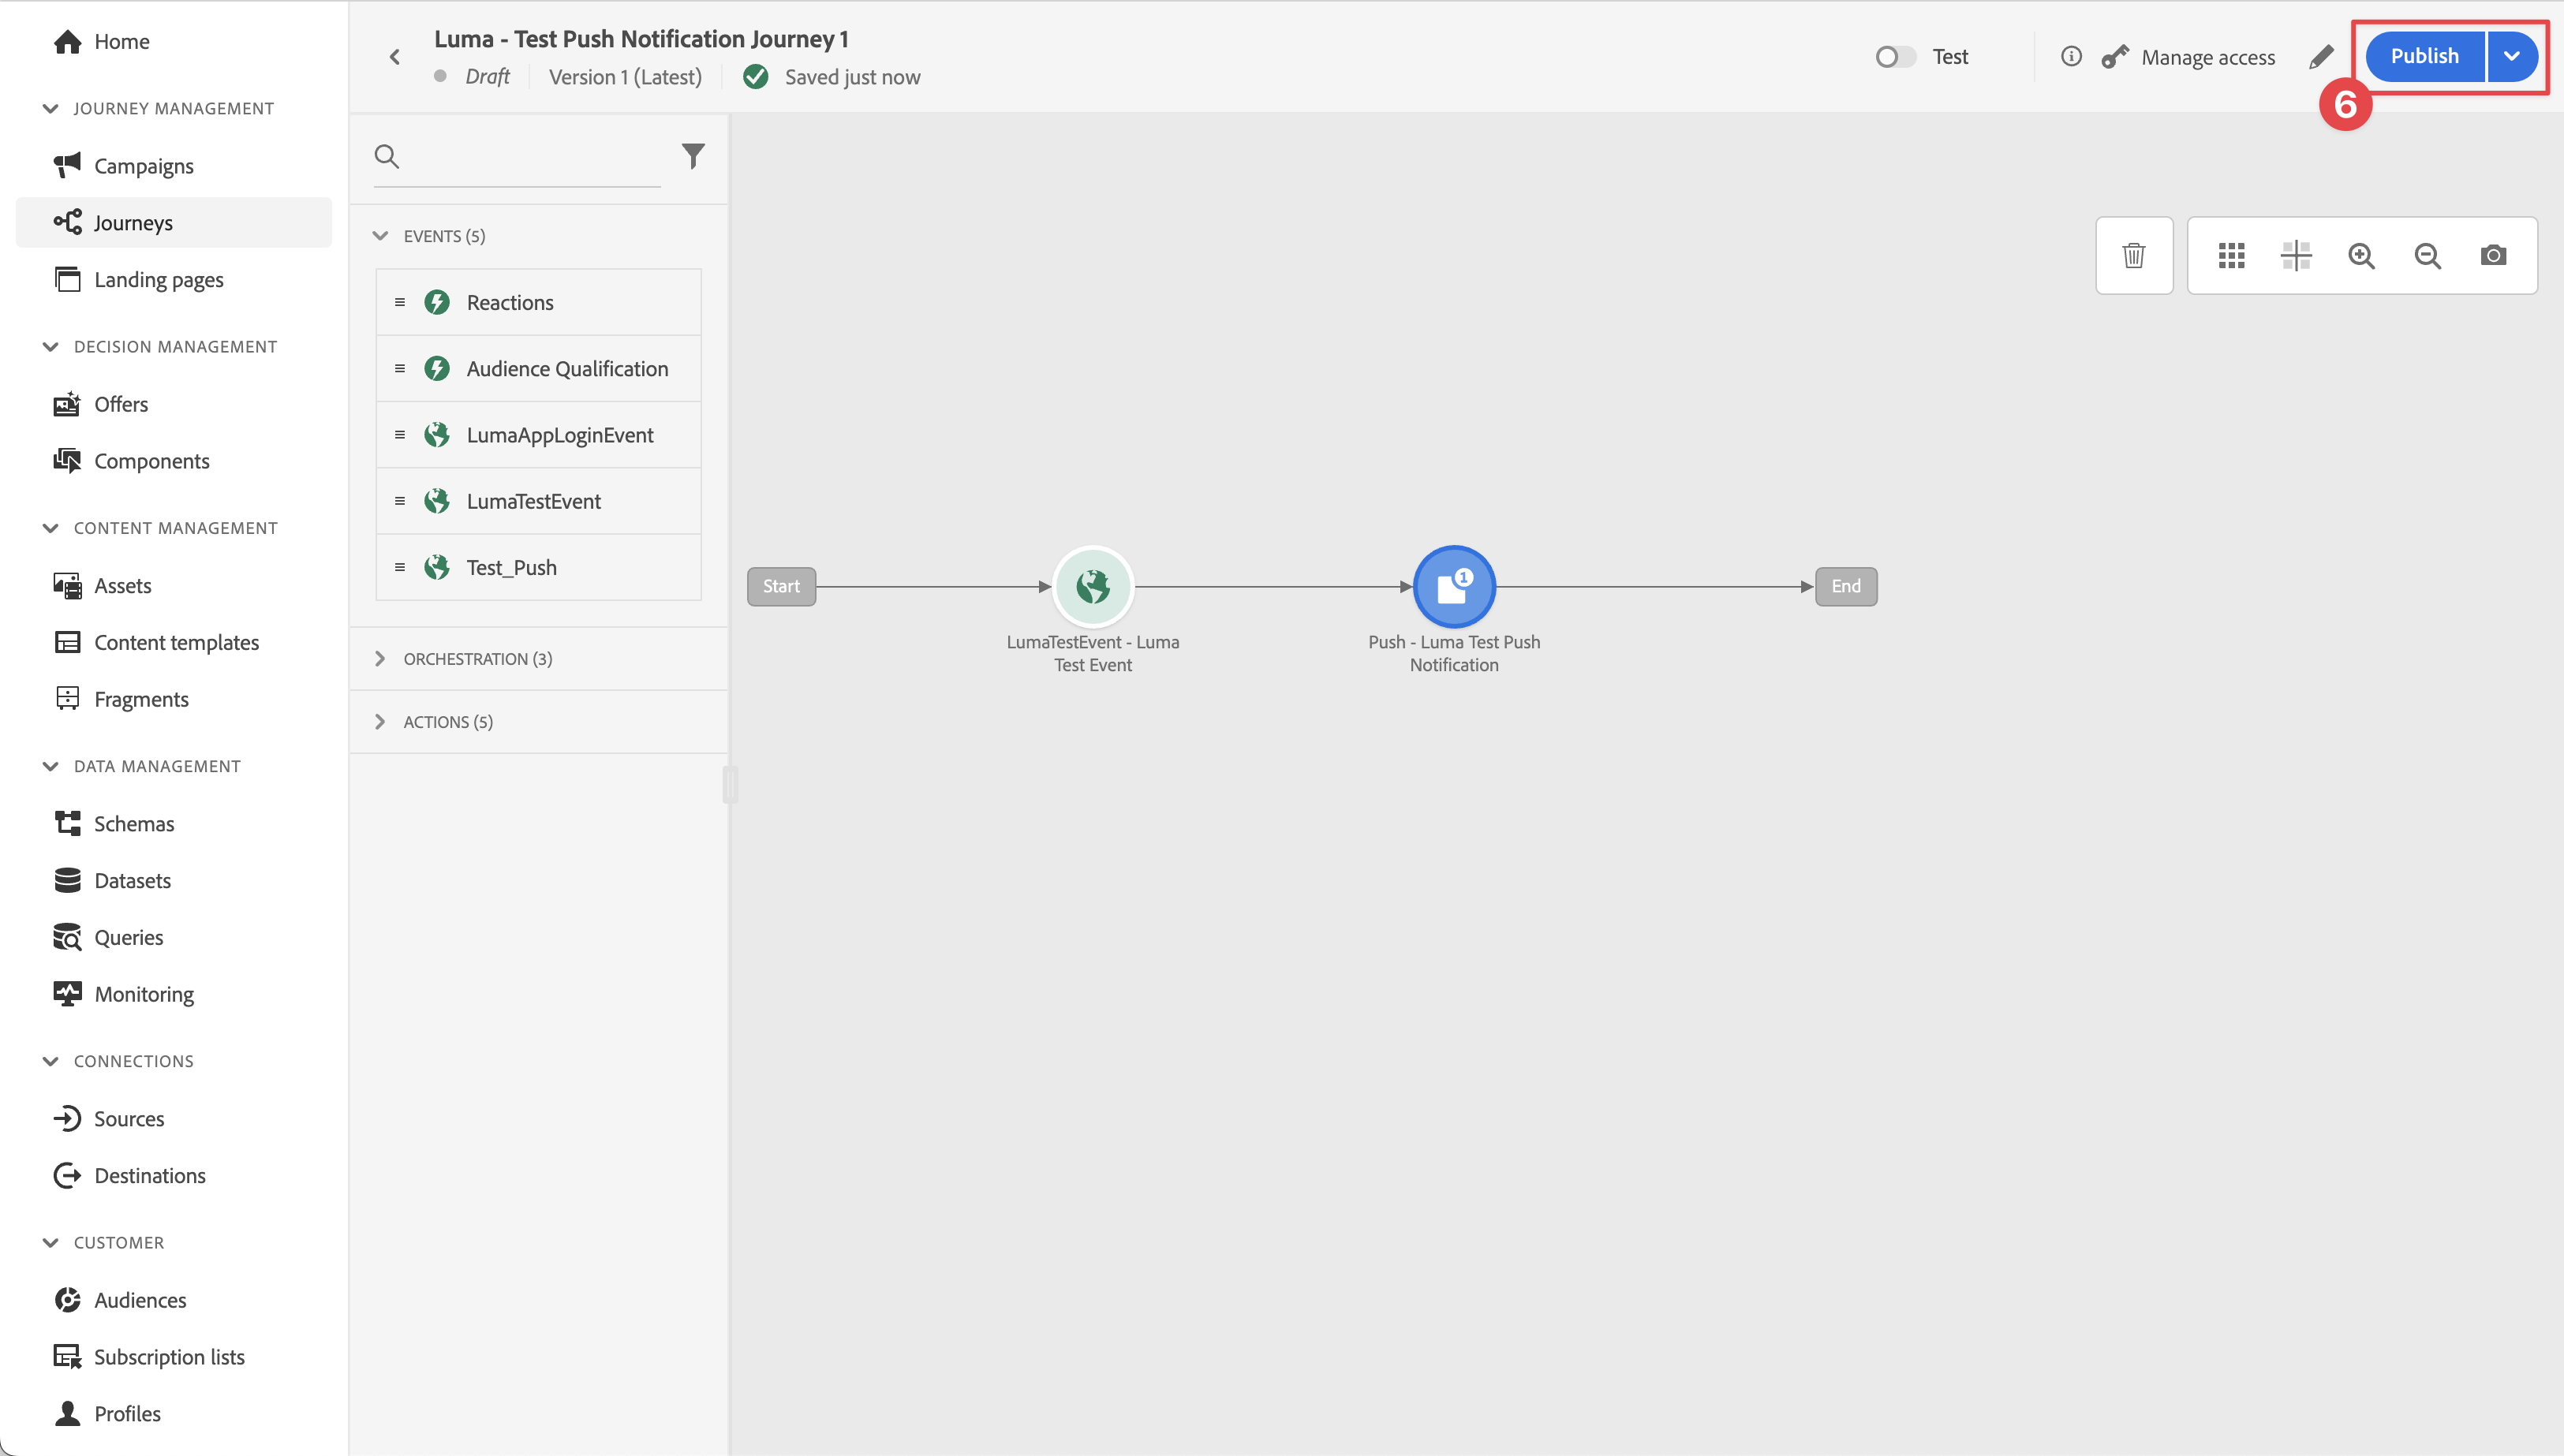 Home
JOURNEY MANAGEMENT
Campaigns
Journeys
Landing pages
DECISION MANAGEMENT
Offers
Components
CONTENT MANAGEMENT
Assets
Content templates
Fragments
DATA MANAGEMENT
Schemas
Datasets
Queries
Monitoring
CONNECTIONS
Sources
Destinations
CUSTOMER
Audiences
Subscription lists
Profiles
Luma - Test Push Notification Journey 1
Draft Version 1 (Latest) Saved just now
Test
Manage access
Publish
6
EVENTS (5)
Reactions
Audience Qualification
LumaAppLoginEvent
LumaTestEvent
Test_Push
ORCHESTRATION (3)
ACTIONS (5)
Start
LumaTestEvent - Luma
Test Event
1
Push - Luma Test Push
Notification
End